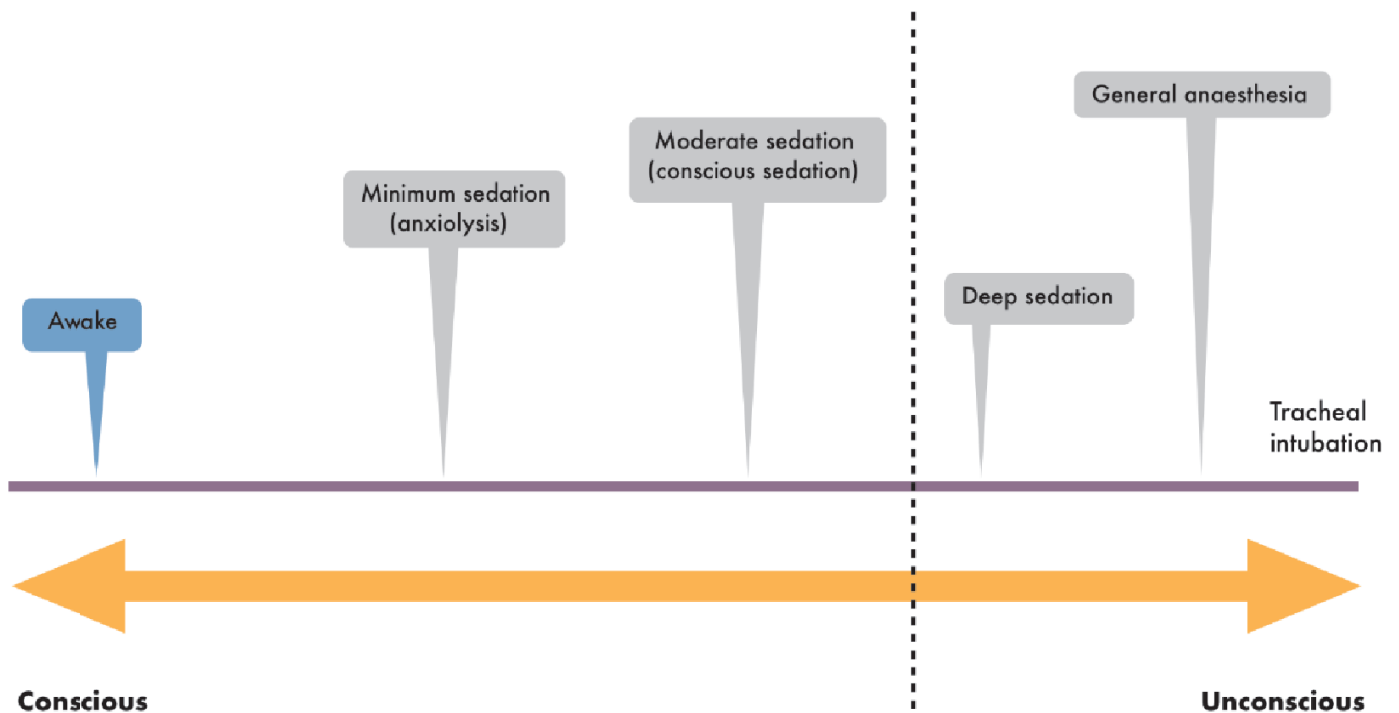 Awake
Minimum sedation
(anxiolysis)
Moderate sedation
(conscious sedation)
Deep sedation
General anaesthesia
Tracheal
intubation
Conscious
Unconscious